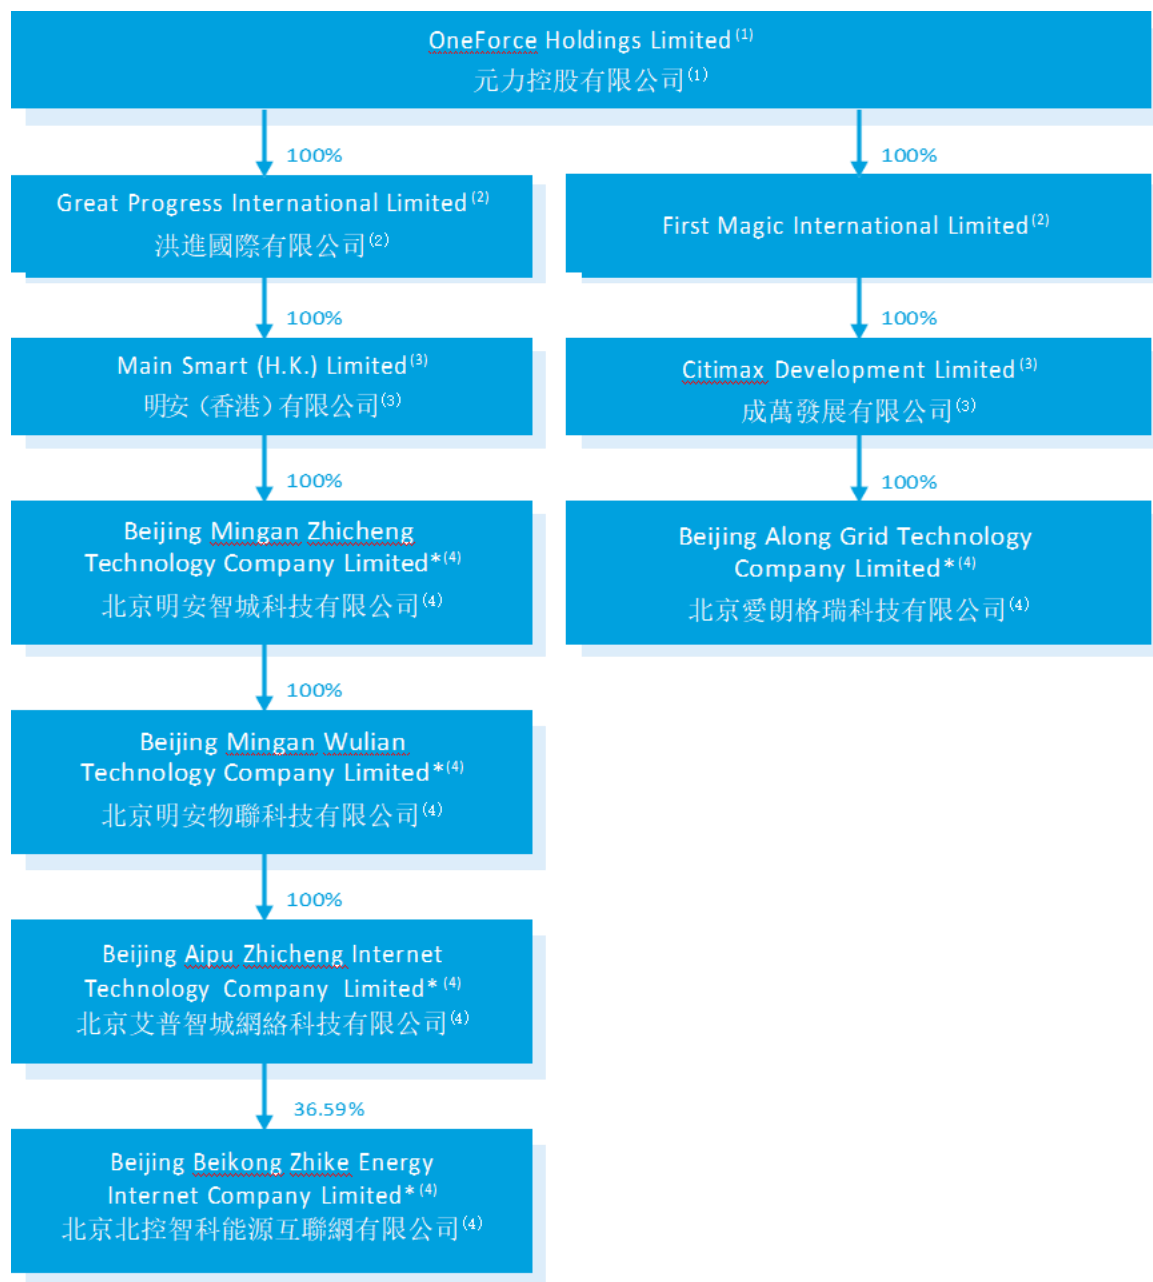 OneForce Holdings Limited(1)
元力控股有限公司(1)
100%
100%
Great Progress International Limited(2)
洪進國際有限公司(2)
First Magic International Limited(2)
100%
100%
Main Smart (H.K.) Limited(3)
明安（香港）有限公司(3)
Citimax Development Limited(3)
成萬發展有限公司(3)
100%
100%
Beijing Mingan Zhicheng
Technology Company Limited*(4)
北京明安智城科技有限公司(4)
Beijing Along Grid Technology
Company Limited*(4)
北京愛朗格瑞科技有限公司(4)
100%
Beijing Mingan Wulian
Technology Company Limited*(4)
北京明安物聯科技有限公司(4)
100%
Beijing Aipu Zhicheng Internet
Technology Company Limited*(4)
北京艾普智城網絡科技有限公司(4)
36.59%
Beijing Beikong Zhike Energy
Internet Company Limited*(4)
北京北控智科能源互聯網有限公司(4)